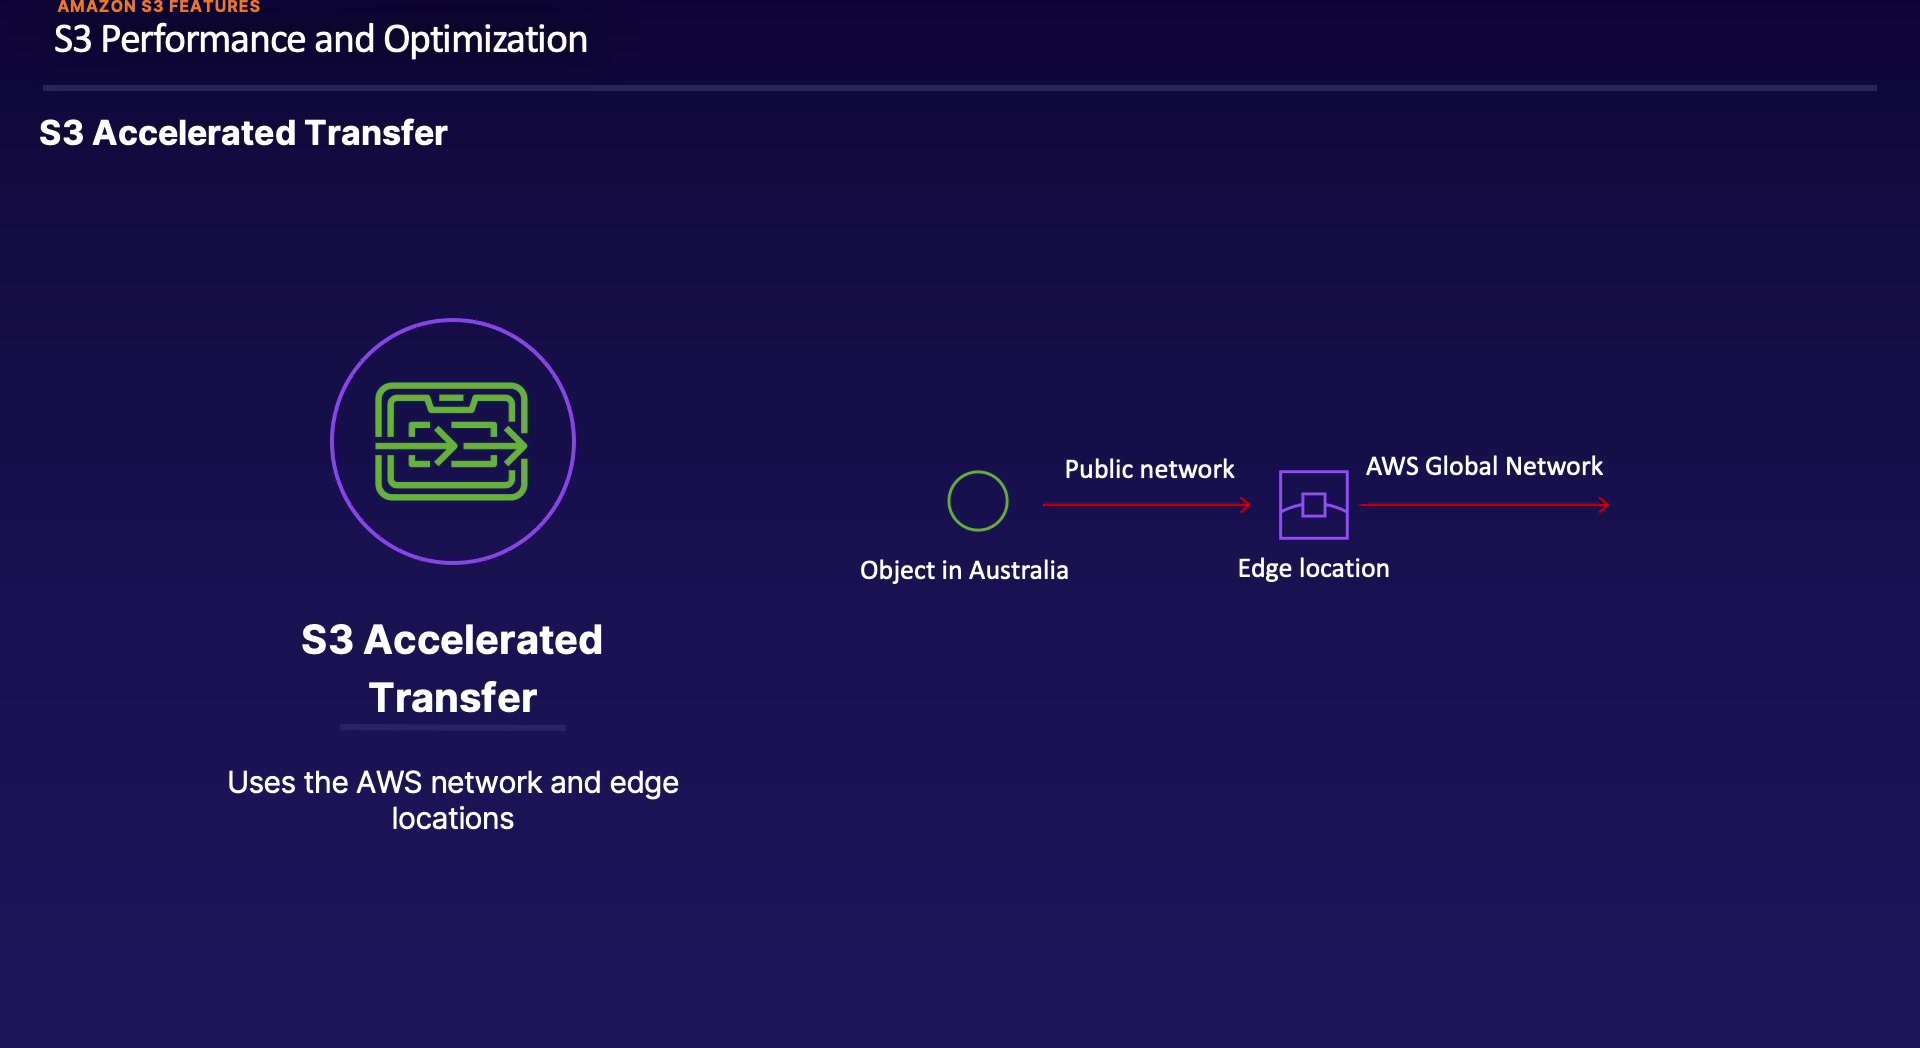 AMAZON S3 FEATURES
S3 Performance and Optimization
S3 Accelerated Transfer
Public network
AWS Global Network
Object in Australia
Edge location
S3 Accelerated
Transfer
Uses the AWS network and edge
locations